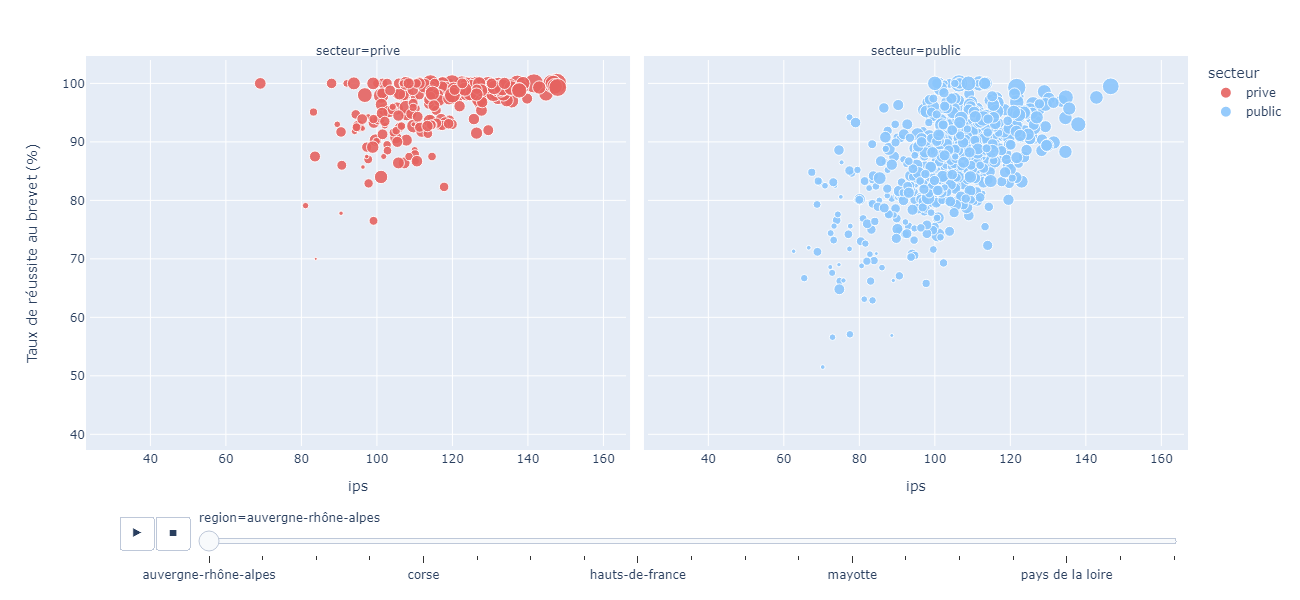 secteur=prive
secteur=public
secteur
prive
public
Taux de réussite au brevet (%)
100
90
80
70
60
50
40
40 60 80 100 120 140 160
40 60 80 100 120 140 160
ips
ips
region=auvergne-rhône-alpes
auvergne-rhône-alpes corse hauts-de-france mayotte pays de la loire